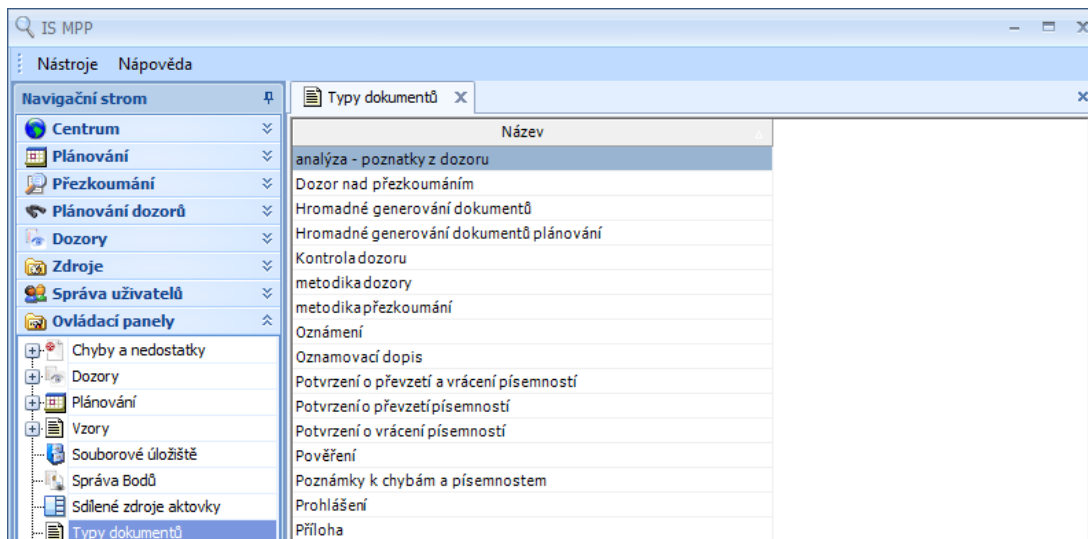 IS MPP
Nástroje Nápověda
Navigační strom
Centrum
Plánování
Přezkoumání
Plánování dozorů
Dozory
Zdroje
Správa uživatelů
Ovládací panely
Chyby a nedostatky
Dozory
Plánování
Vzory
Souborové úložiště
Správa Bodů
Sdílené zdroje aktovky
Typy dokumentů
Typy dokumentů
Název
analýza - poznatky z dozoru
Dozor nad přezkoumáním
Hromadné generování dokumentů
Hromadné generování dokumentů plánování
Kontrola dozoru
metodika dozory
metodika přezkoumání
Oznámení
Oznamovací dopis
Potvrzení o převzetí a vrácení písemností
Potvrzení o převzetí písemností
Potvrzení o vrácení písemností
Pověření
Poznámky k chybám a písemnostem
Prohlášení
Příloha